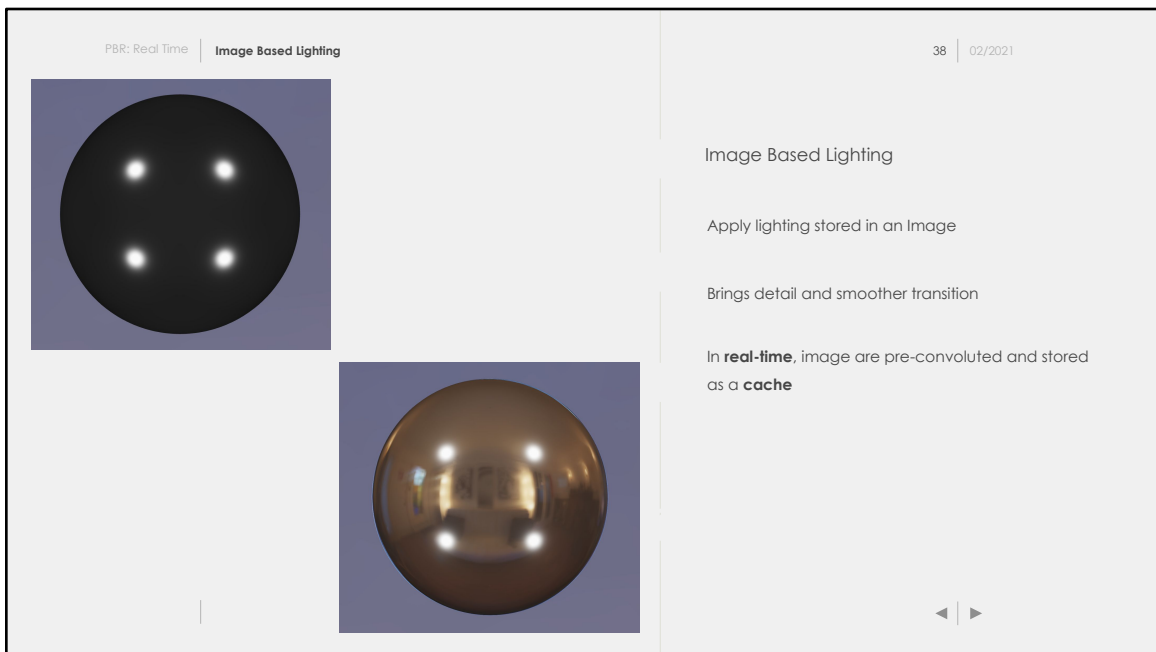 PBR: Real Time
Image Based Lighting
38
02/2021
Image Based Lighting
Apply lighting stored in an Image
Brings detail and smoother transition
In real-time, image are pre-convoluted and stored
as a cache